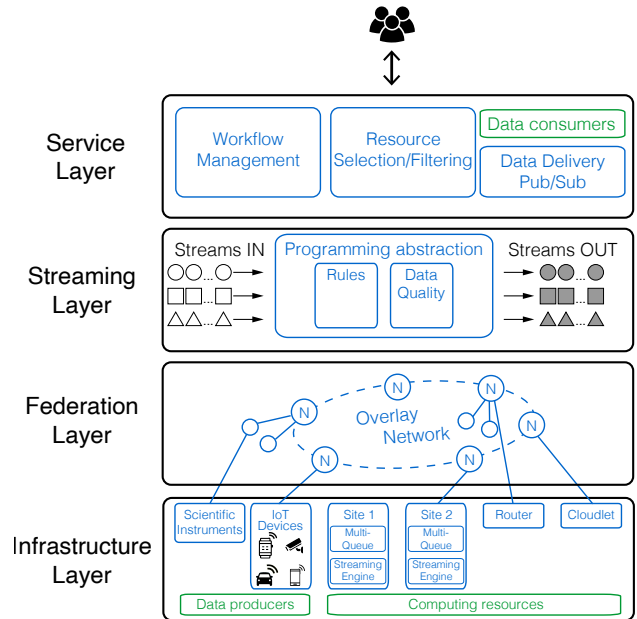 Service
Layer
Workflow
Management
Resource
Selection/Filtering
Data consumers
Data Delivery
Pub/Sub
Streaming
Layer
Streams IN
Programming abstraction
Rules
Data
Quality
Streams OUT
...
...
...
...
...
...
Federation
Layer
N
N
N
N
N
N
Overlay
Network
Infrastructure
Layer
Scientific
Instruments
IoT
Devices
Site 1
Multi-
Queue
Streaming
Engine
Site 2
Multi-
Queue
Streaming
Engine
Router
Cloudlet
Data producers
Computing resources